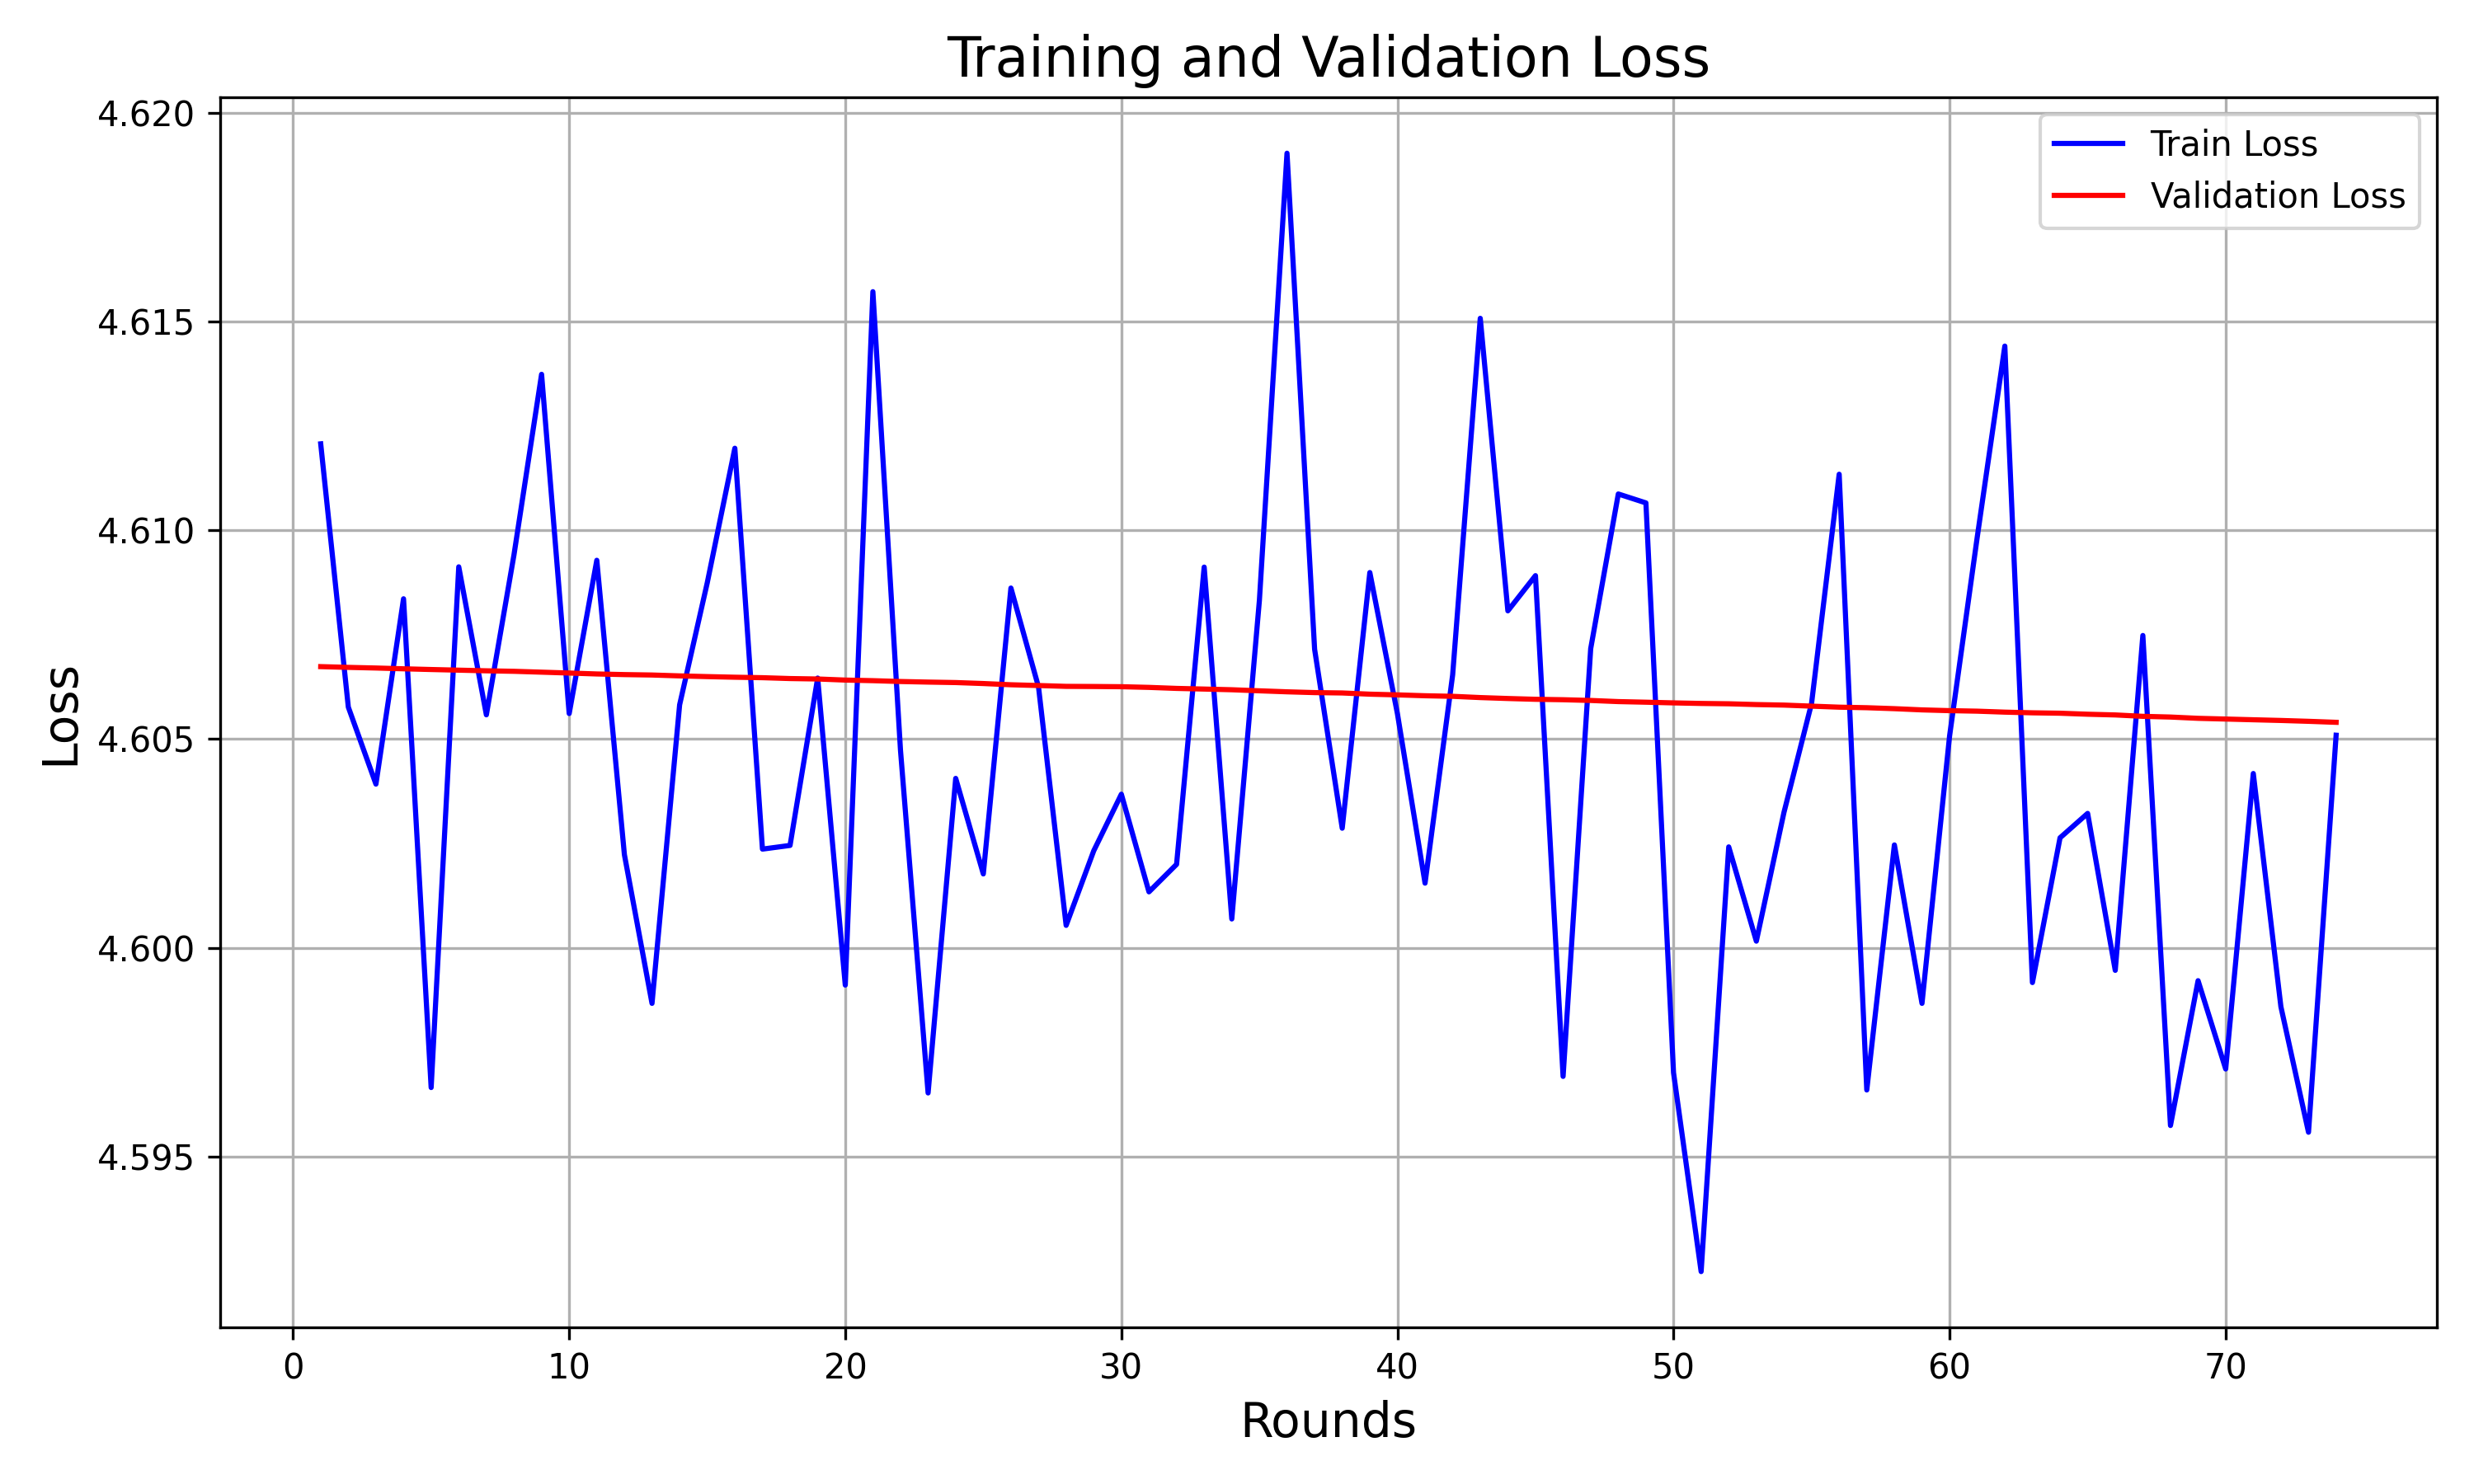 Training and Validation Loss
4.620
4.615
4.610
4.605
4.600
4.595
Loss
Train Loss
Validation Loss
0 10 20 30 40 50 60 70
Rounds